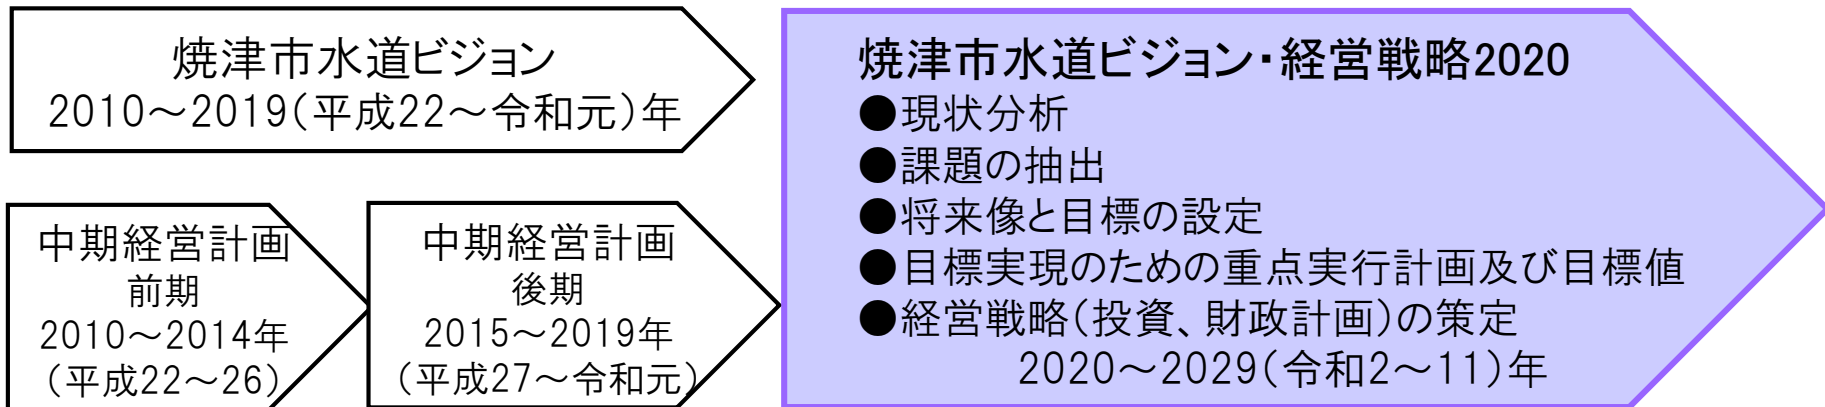 焼津市水道ビジョン
2010～2019(平成22～令和元)年
中期経営計画
前期
2010～2014年
(平成22～26)
中期経営計画
後期
2015～2019年
(平成27～令和元)
焼津市水道ビジョン・経営戦略2020
●現状分析
●課題の抽出
●将来像と目標の設定
●目標実現のための重点実行計画及び目標値
●経営戦略(投資、財政計画)の策定
2020～2029(令和2～11)年